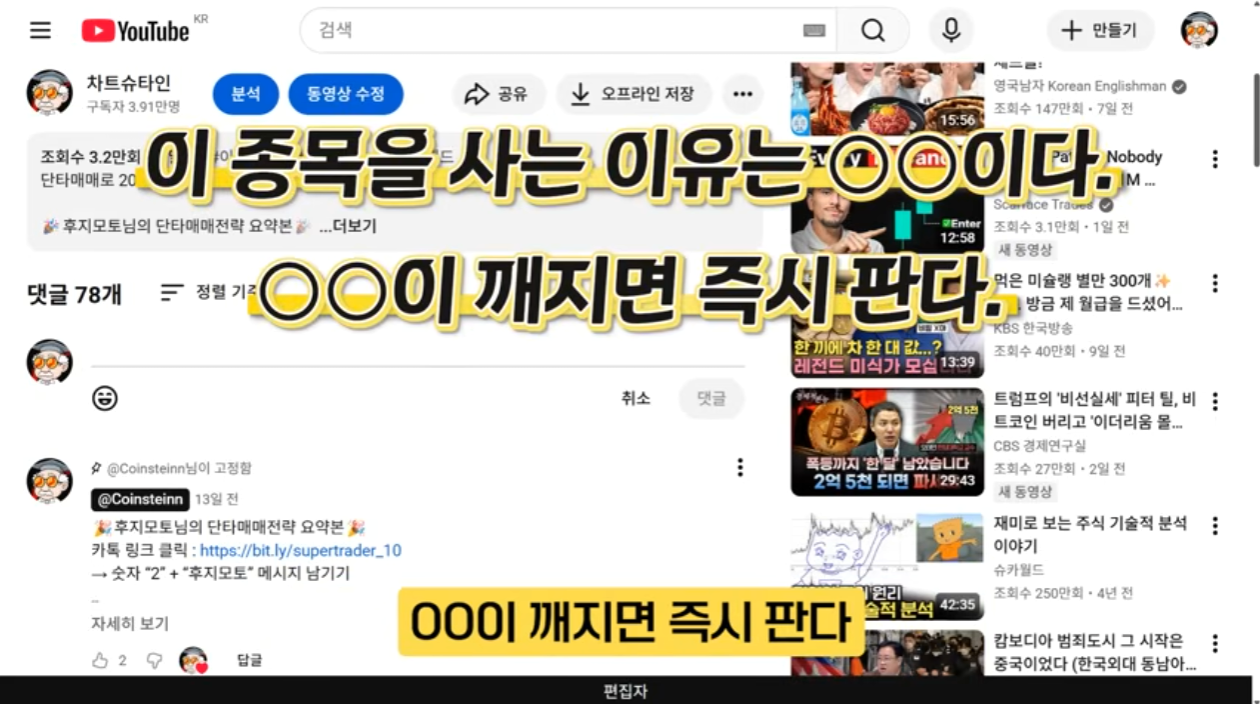 YouTube KR
검색
만들기
차트슈타인
구독자 3.91만명
분석
동영상 수정
공유
오프라인 저장
조회수 3.2만회
단타매매로 20
이 종목을 사는 이유는 ○○이다.
🎉후지모토님의 단타매매전략 요약본🎉 ...더보기
○○이 깨지면 즉시 판다.
댓글 78개
정렬 기준
취소
댓글
@Coinsteinn님이 고정함
@Coinsteinn 13일 전
🎉후지모토님의 단타매매전략 요약본🎉
카톡 링크 클릭 : https://bit.ly/supertrader_10
→ 숫자 “2” + “후지모토” 메시지 남기기
자세히 보기
2
답글
OOO이 깨지면 즉시 판다
편집자
영국남자 Korean Englishman
조회수 147만회 • 7일 전
15:56
Nobody
Scarface Trades
조회수 3.1만회 • 1일 전
새 동영상
Enter
12:58
먹은 미슐랭 별만 300개✨
방금 제 월급을 드셨어...
KBS 한국방송
조회수 40만회 • 9일 전
한 끼에 차 한 대 값...?
레전드 미식가 모십니다
13:39
트럼프의 '비선실세' 피터 틸, 비
트코인 버리고 '이더리움 몰...
CBS 경제연구실
조회수 27만회 • 2일 전
새 동영상
2억 5천
폭등까지 '한 달' 남았습니다
2억 5천 되면 파시
29:43
재미로 보는 주식 기술적 분석
이야기
슈카월드
조회수 250만회 • 4년 전
원리
술적 분석
42:35
캄보디아 범죄도시 그 시작은
중국이었다 (한국외대 동남아...